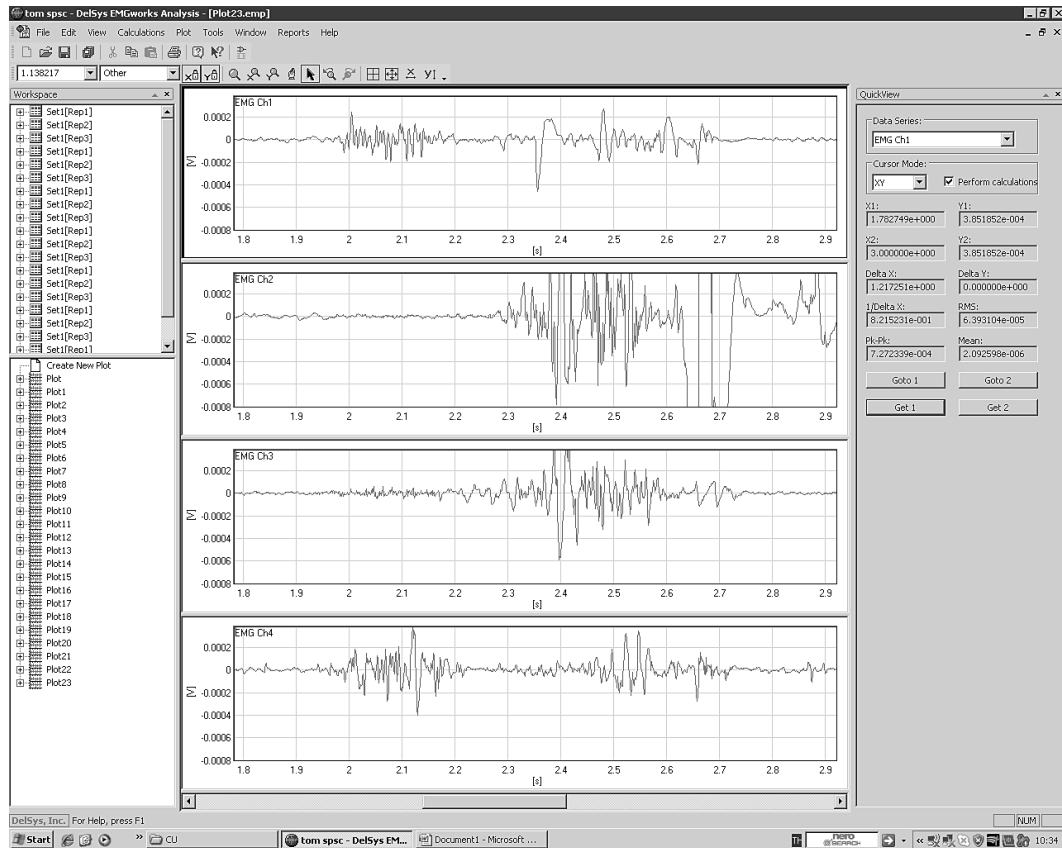 tom spsc - DelSys EMGworks Analysis - [Plot23.emp]
File Edit View Calculations Plot Tools Window Reports Help
1.138217 Other
Workspace
Set1[Rep1]
Set1[Rep2]
Set1[Rep3]
Set1[Rep1]
Set1[Rep2]
Set1[Rep3]
Set1[Rep1]
Set1[Rep2]
Set1[Rep3]
Set1[Rep1]
Set1[Rep2]
Set1[Rep3]
Set1[Rep1]
Set1[Rep2]
Set1[Rep3]
Set1[Rep1]
Set1[Rep2]
Set1[Rep3]
Set1[Rep1]
Create New Plot
Plot
Plot1
Plot2
Plot3
Plot4
Plot5
Plot6
Plot7
Plot8
Plot9
Plot10
Plot11
Plot12
Plot13
Plot14
Plot15
Plot16
Plot17
Plot18
Plot19
Plot20
Plot21
Plot22
Plot23
EMG Ch1
0.0002
0
-0.0002
-0.0004
-0.0006
-0.0008
[V]
1.8 1.9 2 2.1 2.2 2.3 2.4 2.5 2.6 2.7 2.8 2.9
[s]
EMG Ch2
0.0002
0
-0.0002
-0.0004
-0.0006
-0.0008
[V]
1.8 1.9 2 2.1 2.2 2.3 2.4 2.5 2.6 2.7 2.8 2.9
[s]
EMG Ch3
0.0002
0
-0.0002
-0.0004
-0.0006
-0.0008
[V]
1.8 1.9 2 2.1 2.2 2.3 2.4 2.5 2.6 2.7 2.8 2.9
[s]
EMG Ch4
0.0002
0
-0.0002
-0.0004
-0.0006
-0.0008
[V]
1.8 1.9 2 2.1 2.2 2.3 2.4 2.5 2.6 2.7 2.8 2.9
[s]
QuickView
Data Series:
EMG Ch1
Cursor Mode:
XY Perform calculations
X1: Y1:
1.782749e+000 3.851852e-004
X2: Y2:
3.000000e+000 3.851852e-004
Delta X: Delta Y:
1.217251e+000 0.000000e+000
1/Delta X: RMS:
8.215231e-001 6.393104e-005
Pk-Pk: Mean:
7.272339e-004 2.092598e-006
Goto 1 Goto 2
Get 1 Get 2
DelSys, Inc. For Help, press F1 NUM
Start CU tom spsc - DelSys EM... Document1 - Microsoft ... nero SEARCH 10:34